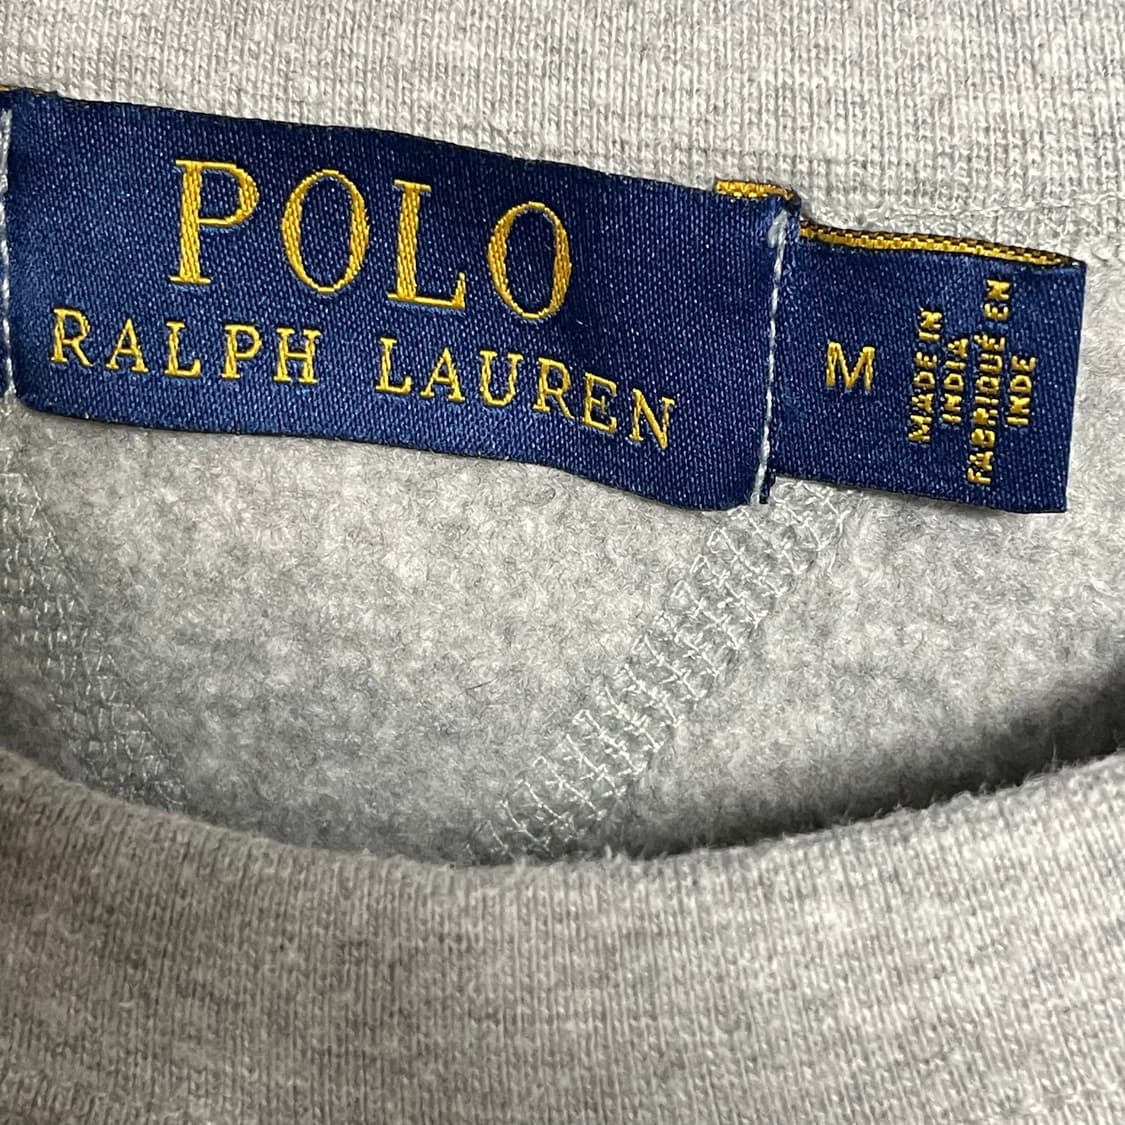 POLO
RALPH LAUREN
M
MADE IN
INDIA
FABRIQUÉ EN
INDE